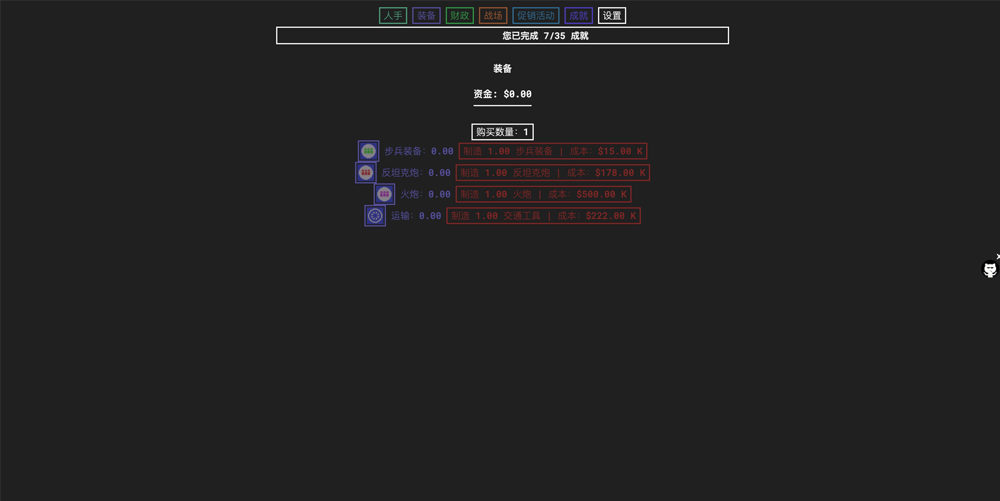 人手 装备 财政 战场 促销活动 成就 设置
您已完成 7/35 成就
装备
资金: $0.00
购买数量: 1
步兵装备: 0.00 制造 1.00 步兵装备 | 成本: $15.00 K
反坦克炮: 0.00 制造 1.00 反坦克炮 | 成本: $178.00 K
火炮: 0.00 制造 1.00 火炮 | 成本: $500.00 K
运输: 0.00 制造 1.00 交通工具 | 成本: $222.00 K